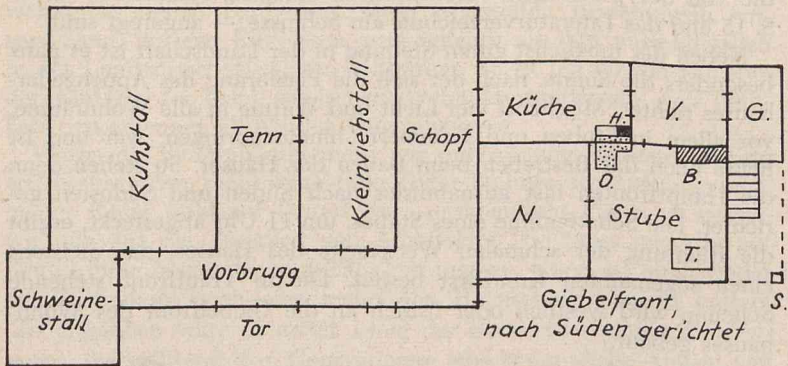 Kuhstall
Tenn
Kleinviehstall
Schopf
Küche
H.
V.
G.
N.
O.
Stube
B.
T.
S.
Vorbrugg
Schweine-
stall
Tor
Giebelfront,
nach Süden gerichtet